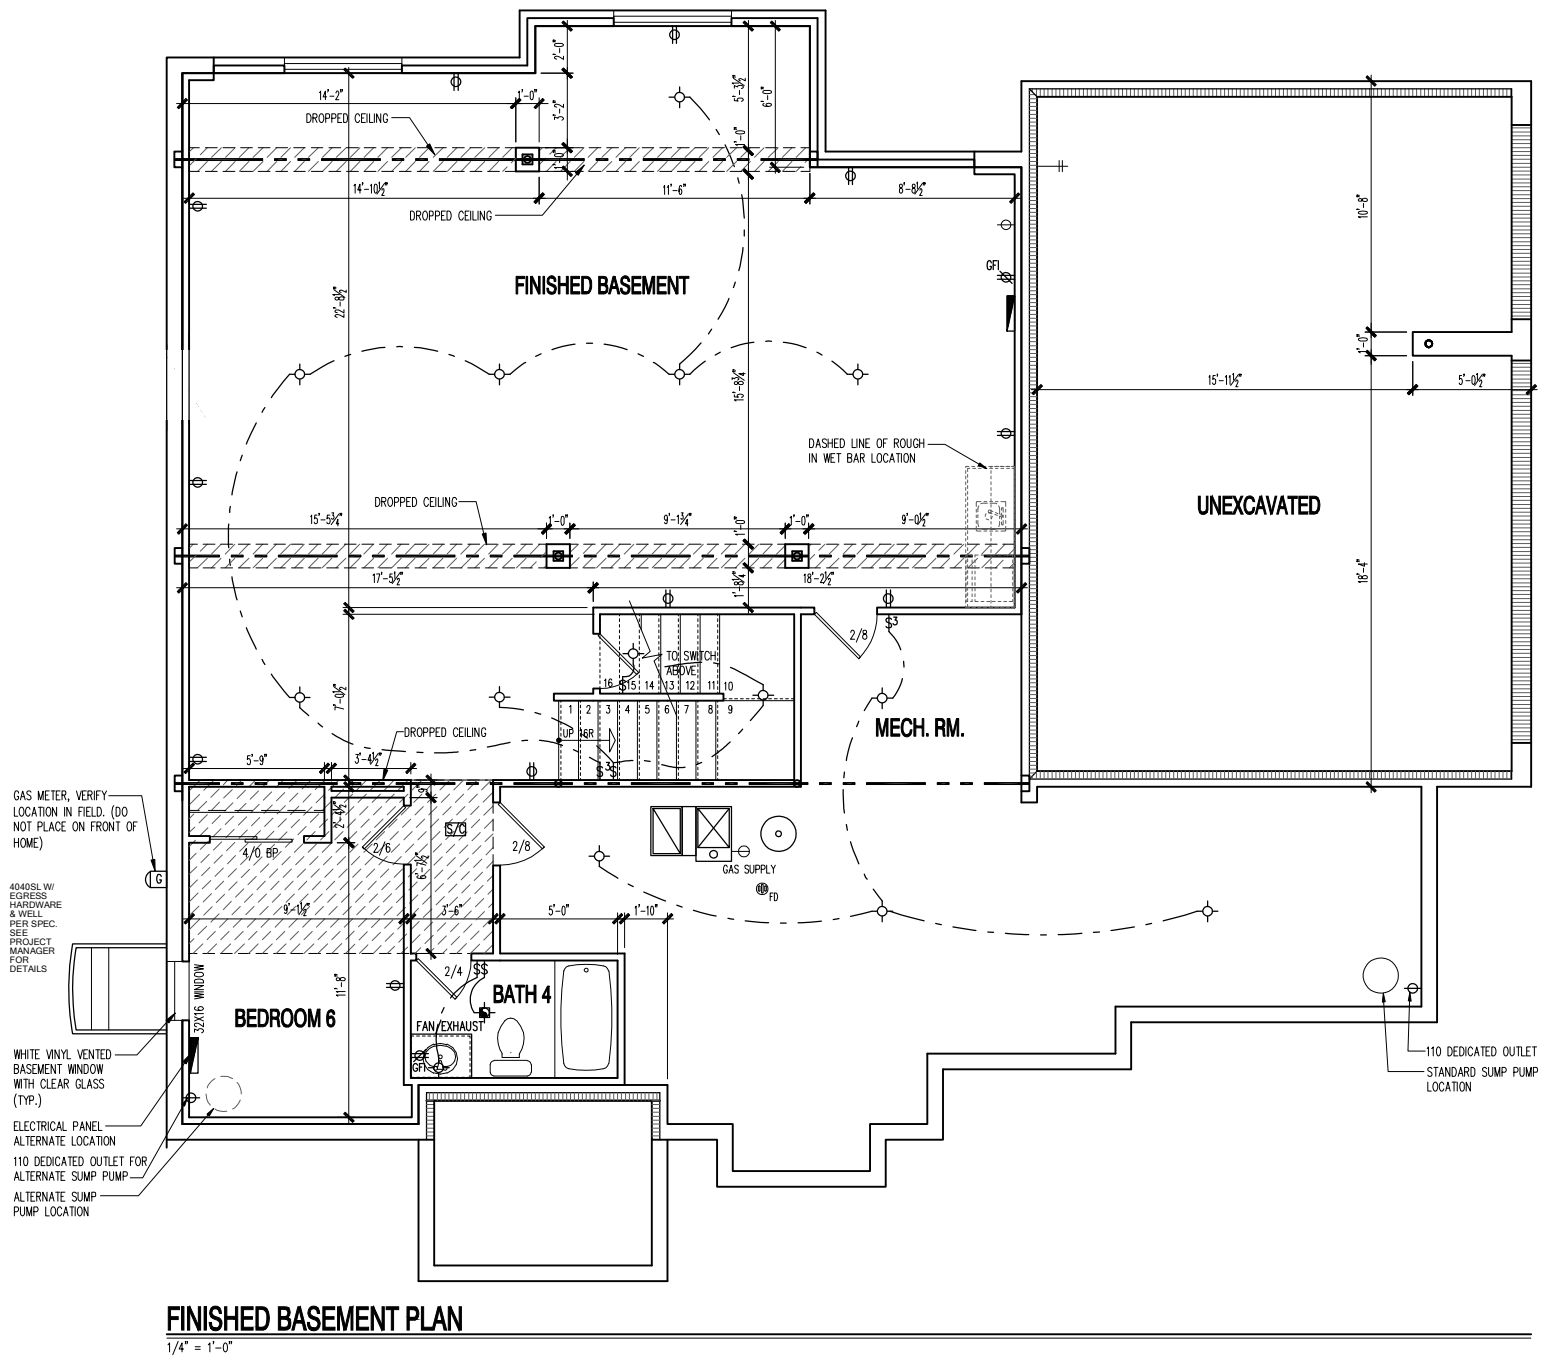 2'-0"
14'-2"
1'-0"
3'-2"
5'-3½"
6'-0"
DROPPED CEILING
1'-0"
1'-0"
14'-10½"
11'-6"
8'-8½"
DROPPED CEILING
10'-8"
GFI
FINISHED BASEMENT
22'-8½"
1'-0"
15'-8¾"
15'-11½"
5'-0½"
DASHED LINE OF ROUGH
IN WET BAR LOCATION
DROPPED CEILING
UNEXCAVATED
15'-5¾"
1'-0"
9'-1¾"
1'-0"
1'-0"
9'-0½"
18'-4"
17'-5½"
1'-8¼"
18'-2½"
2/8
$3
TO SWITCH
ABOVE
16
$
15
14
13
12
11
10
7'-0½"
1
2
3
4
5
6
7
8
9
MECH. RM.
UP 16R
DROPPED CEILING
5'-9"
3'-4½"
$3
$
GAS METER, VERIFY
LOCATION IN FIELD. (DO
NOT PLACE ON FRONT OF
HOME)
2'-4½"
S/C
4/0 BP
2/6
2/8
6'-7½"
GAS SUPPLY
FD
G
4040SL W/
EGRESS
HARDWARE
& WELL
PER SPEC.
SEE
PROJECT
MANAGER
FOR
DETAILS
9'-1½"
3'-6"
5'-0"
1'-10"
32X16 WINDOW
11'-8"
2/4
$$
BATH 4
BEDROOM 6
FAN/EXHAUST
GFI
WHITE VINYL VENTED
BASEMENT WINDOW
WITH CLEAR GLASS
(TYP.)
110 DEDICATED OUTLET
STANDARD SUMP PUMP
LOCATION
ELECTRICAL PANEL
ALTERNATE LOCATION
110 DEDICATED OUTLET FOR
ALTERNATE SUMP PUMP
ALTERNATE SUMP
PUMP LOCATION
FINISHED BASEMENT PLAN
1/4" = 1'-0"